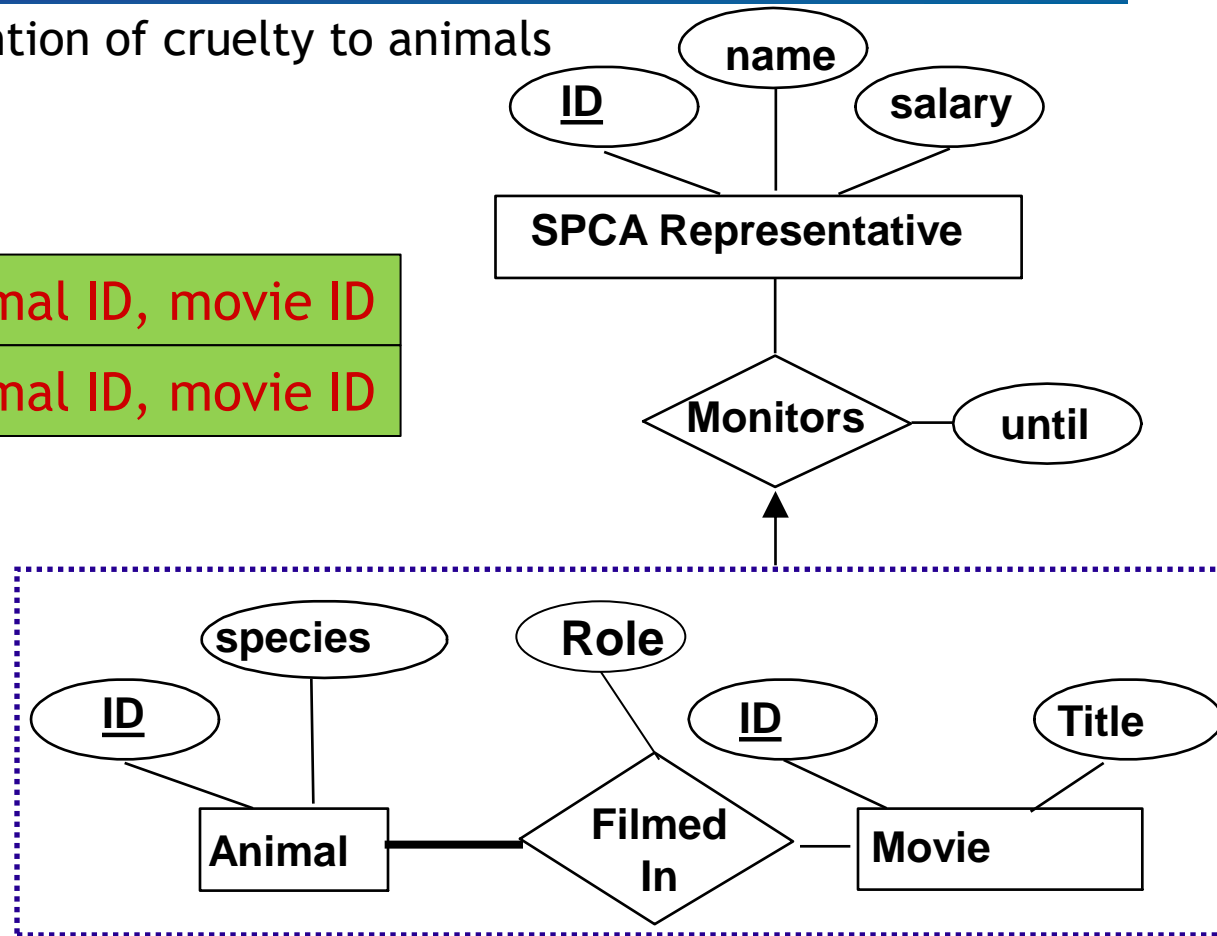 ntion of cruelty to animals
name
ID
salary
SPCA Representative
mal ID, movie ID
mal ID, movie ID
Monitors
until
species
Role
ID
ID
Title
Animal
Filmed
In
Movie